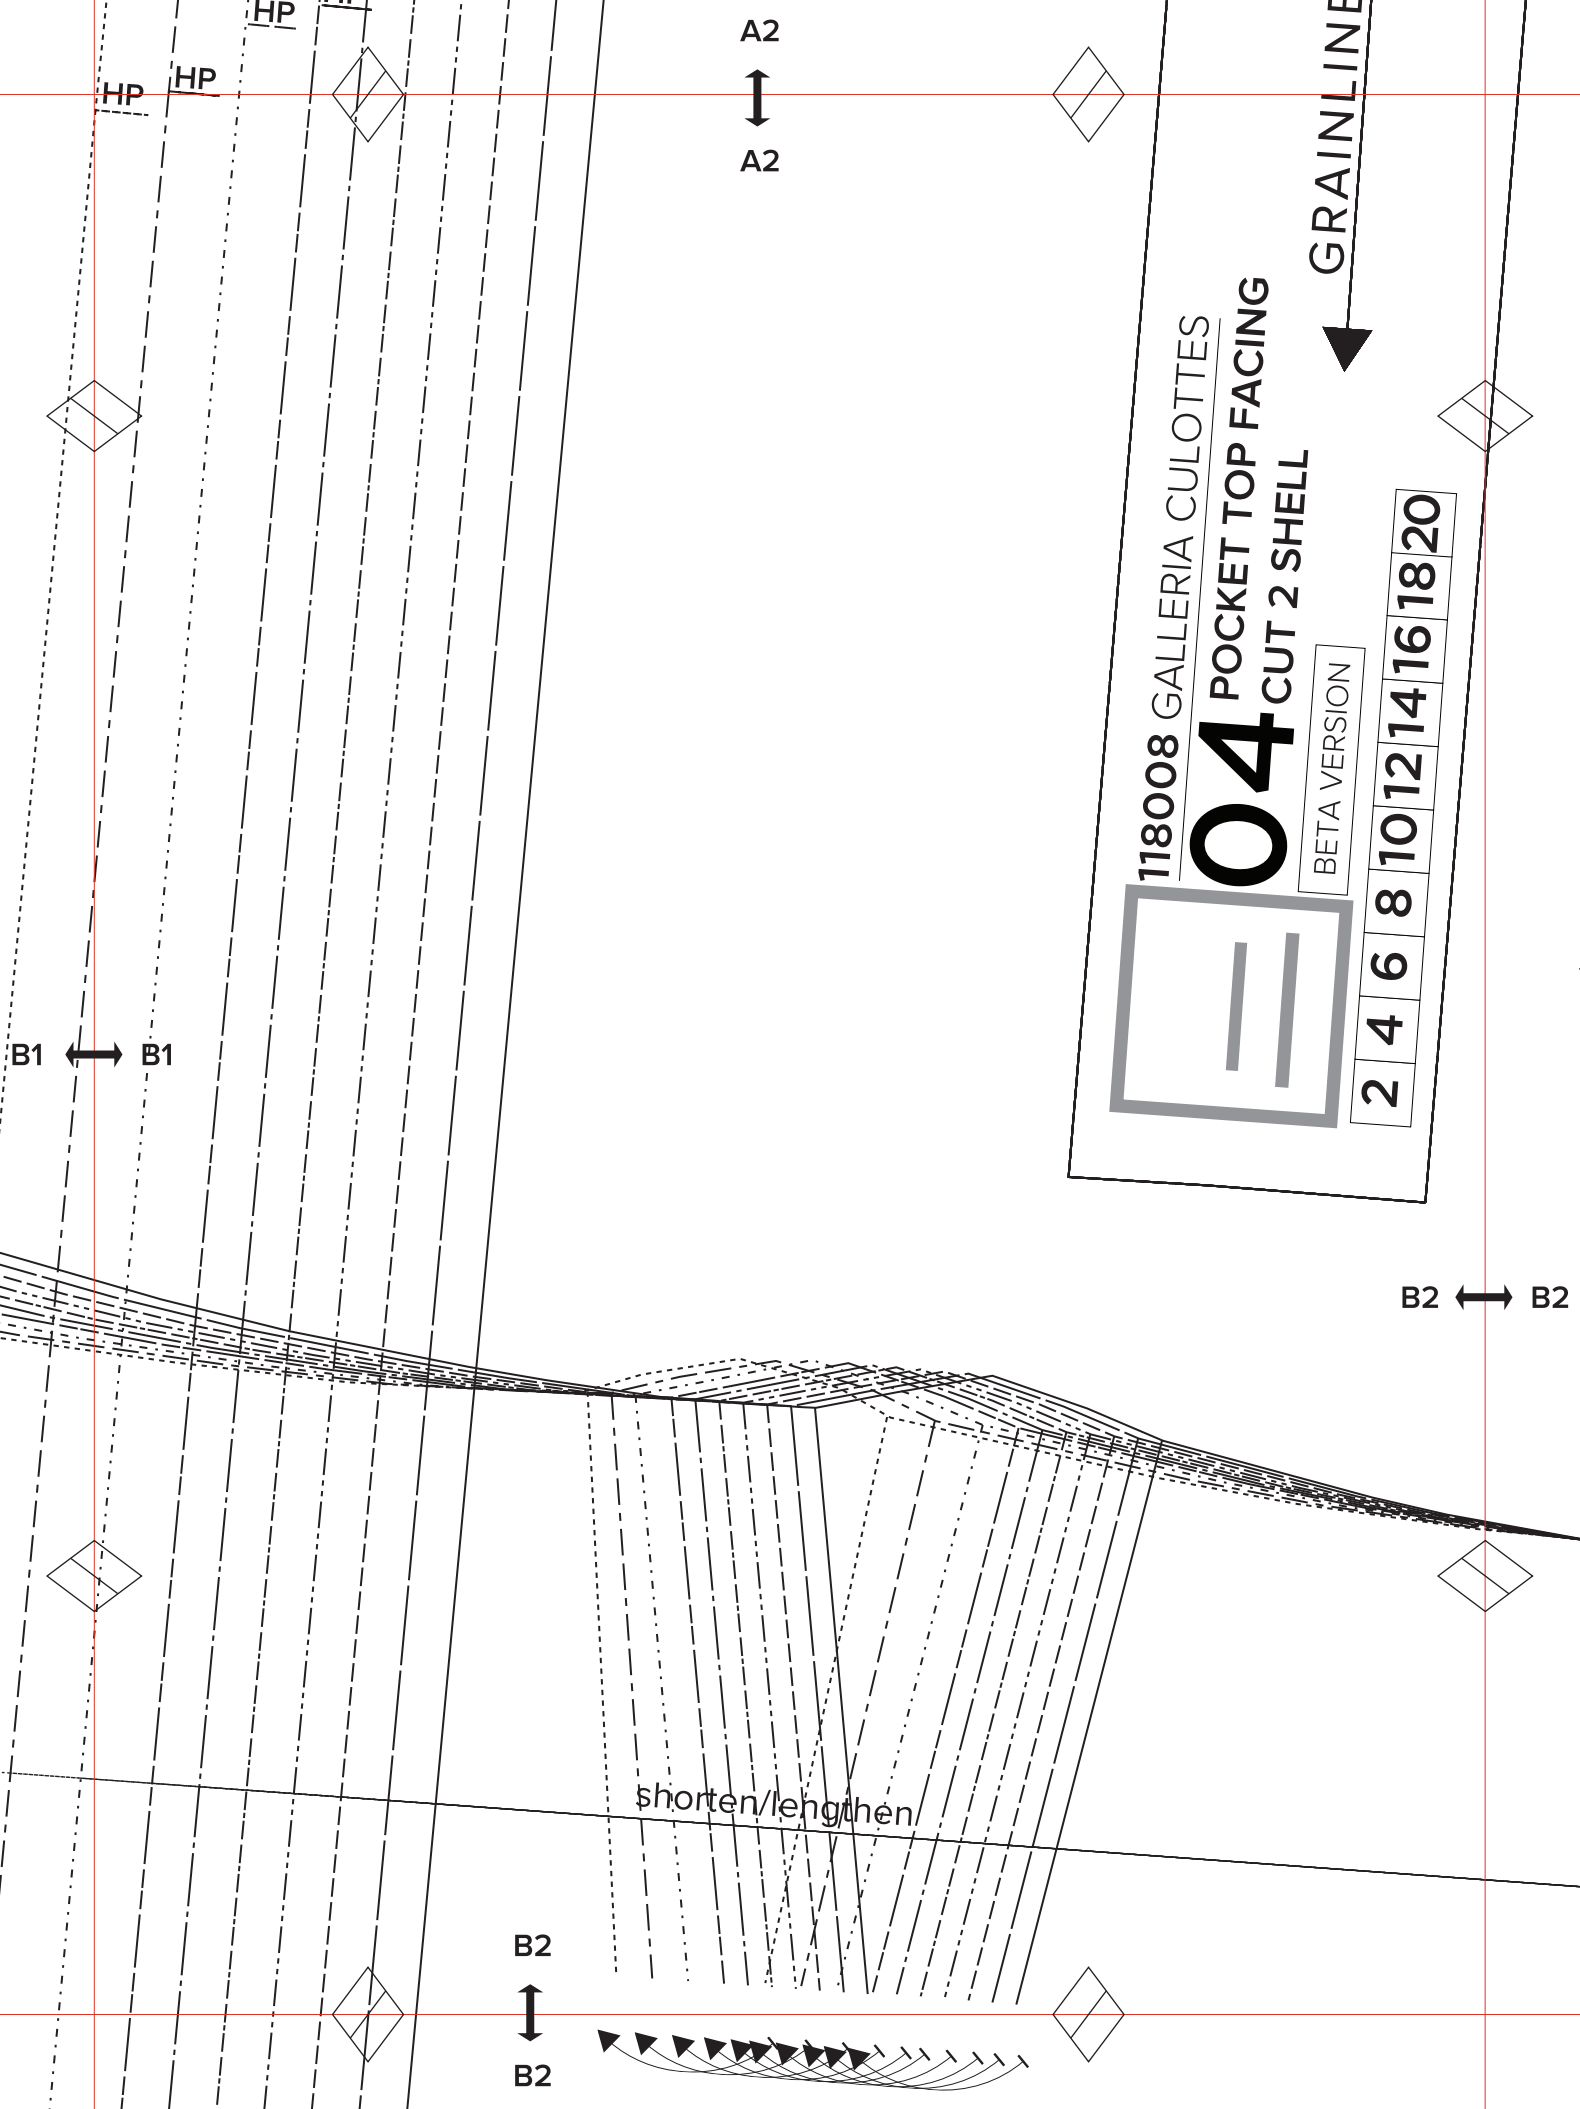 HP
HP
HP
A2
A2
GRAINLINE
118008 GALLERIA CULOTTES
04
POCKET TOP FACING
CUT 2 SHELL
BETA VERSION
2 4 6 8 10 12 14 16 18 20
B1 B1
B2 B2
shorten/lengthen
B2
B2